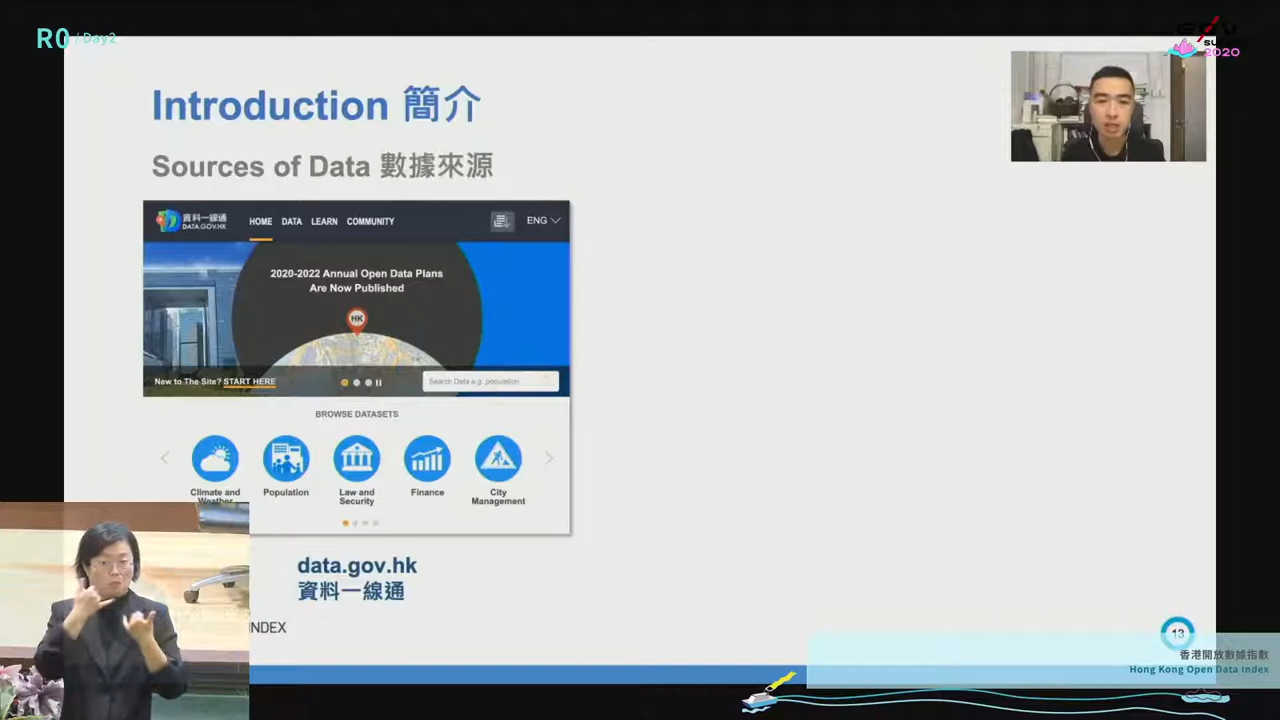 R0 / Day2
2020
Introduction 簡介
Sources of Data 數據來源
資料一線通
DATA.GOV.HK
HOME DATA LEARN COMMUNITY
ENG
2020-2022 Annual Open Data Plans
Are Now Published
HK
New to The Site? START HERE
Search Data e.g. population
BROWSE DATASETS
Climate and
Weather
Population
Law and
Security
Finance
City
Management
data.gov.hk
資料一線通
INDEX
13
香港開放數據指數
Hong Kong Open Data Index